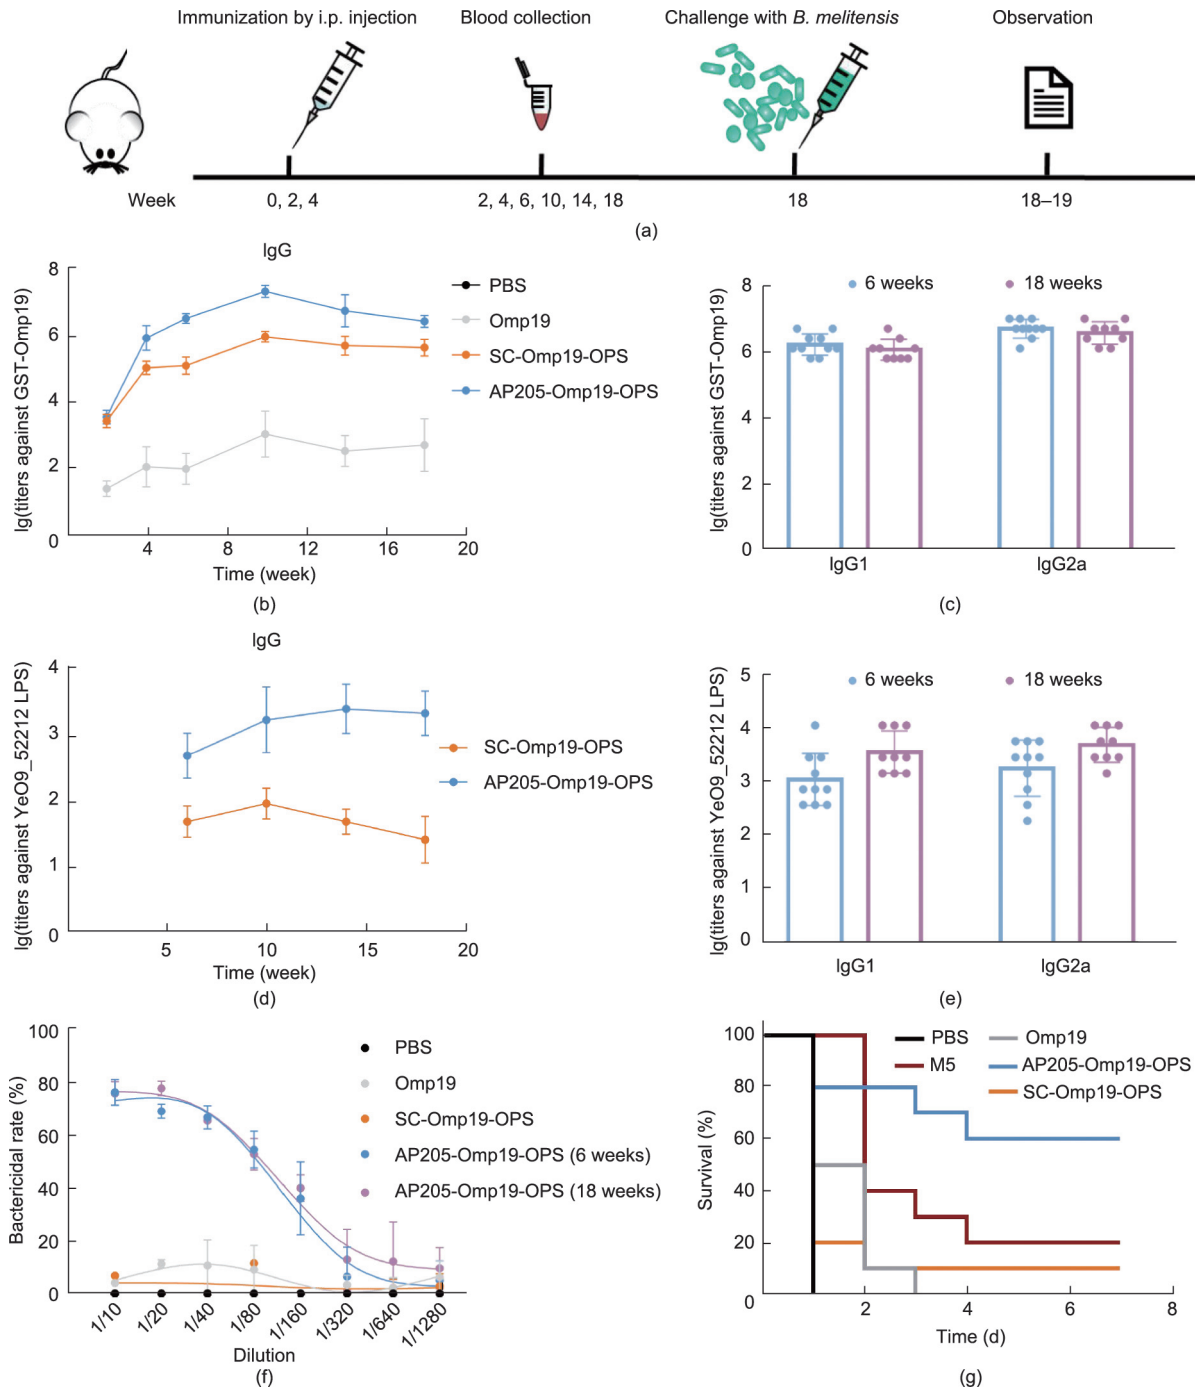 Immunization by i.p. injection
Blood collection
Challenge with B. melitensis
Observation
Week
0, 2, 4
2, 4, 6, 10, 14, 18
18
18–19
(a)
IgG
lg(titers against GST-Omp19)
8
6
4
2
0
4
8
12
16
20
Time (week)
PBS
Omp19
SC-Omp19-OPS
AP205-Omp19-OPS
(b)
lg(titers against GST-Omp19)
8
6
4
2
0
6 weeks
18 weeks
IgG1
IgG2a
(c)
IgG
lg(titers against YeO9_52212 LPS)
4
3
2
1
0
5
10
15
20
Time (week)
SC-Omp19-OPS
AP205-Omp19-OPS
(d)
lg(titers against YeO9_52212 LPS)
5
4
3
2
1
0
6 weeks
18 weeks
IgG1
IgG2a
(e)
Bactericidal rate (%)
100
80
60
40
20
0
1/10
1/20
1/40
1/80
1/160
1/320
1/640
1/1280
Dilution
PBS
Omp19
SC-Omp19-OPS
AP205-Omp19-OPS (6 weeks)
AP205-Omp19-OPS (18 weeks)
(f)
Survival (%)
100
80
60
40
20
0
2
4
6
8
Time (d)
PBS
M5
Omp19
AP205-Omp19-OPS
SC-Omp19-OPS
(g)